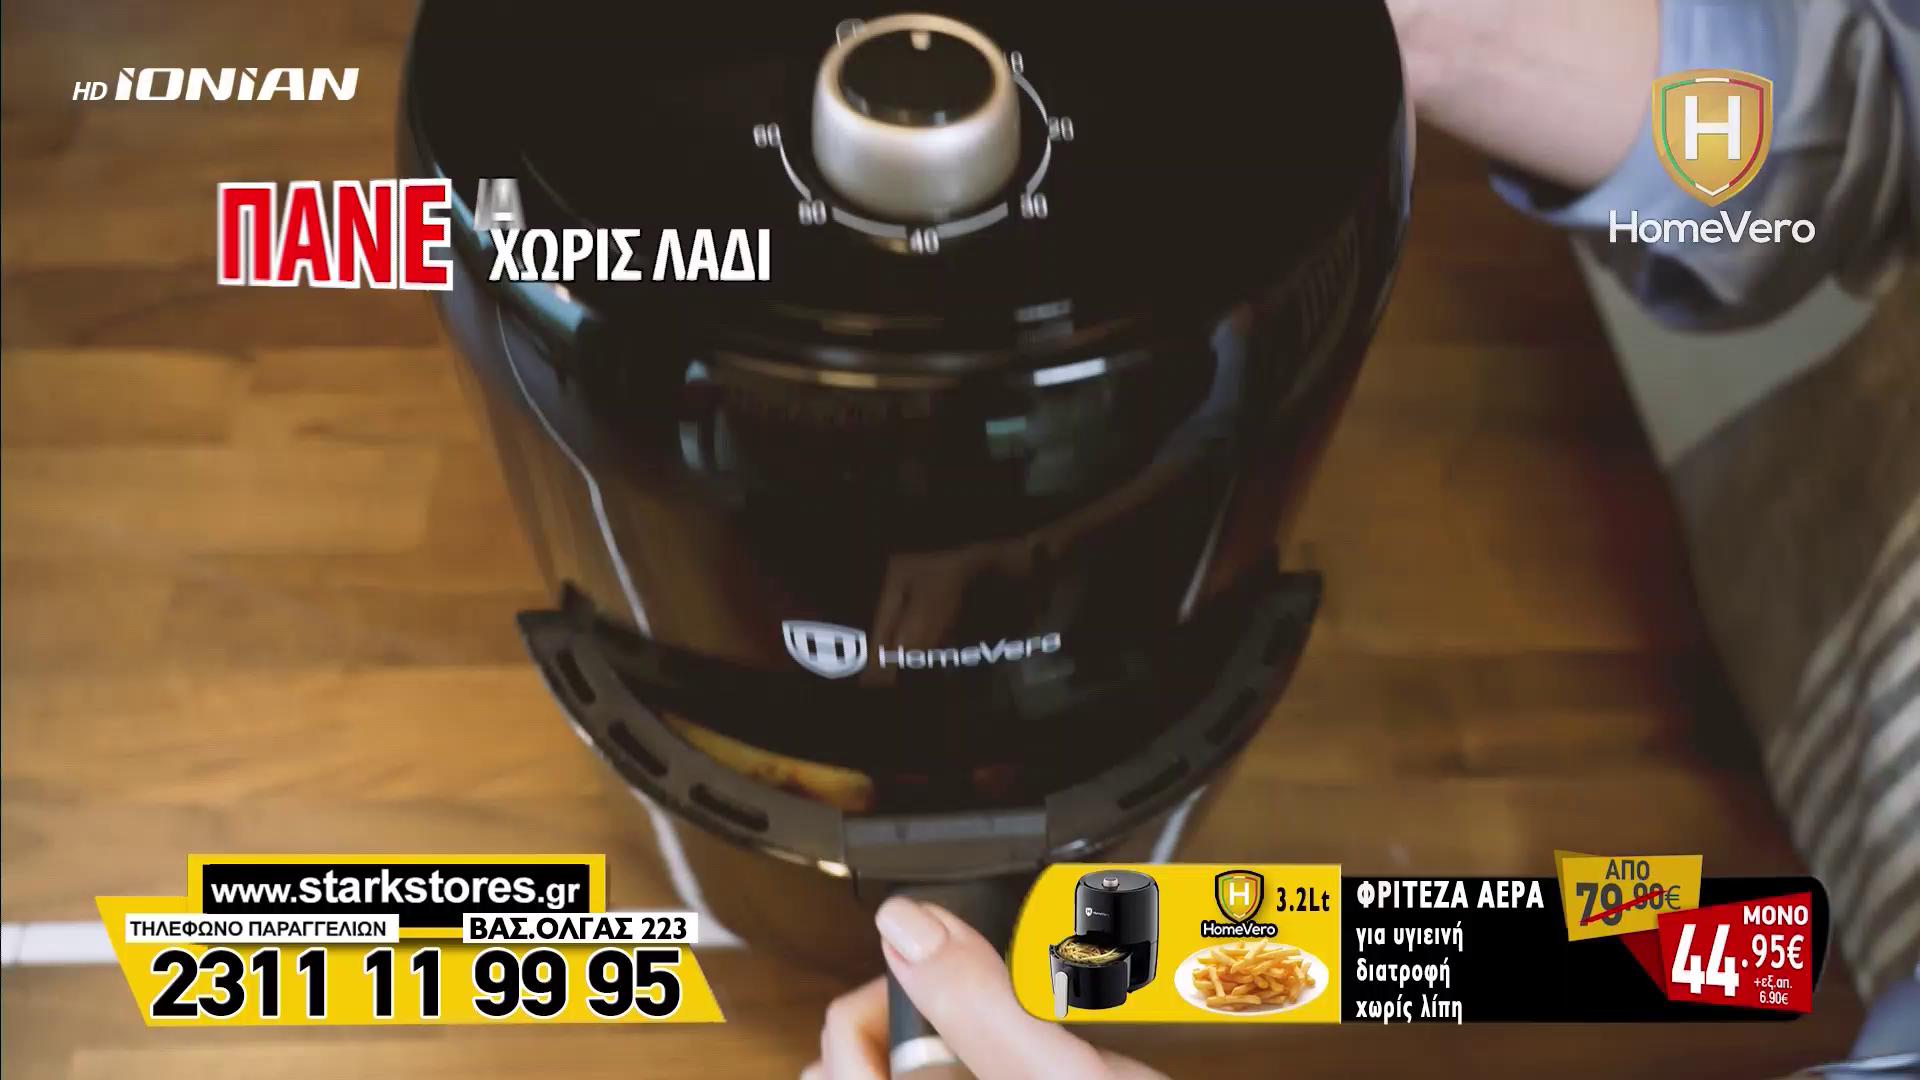 HD IONIAN
HomeVero
ΠΑΝΕ
ΧΩΡΙΣ ΛΑΔΙ
60
40
HomeVero
www.starkstores.gr
ΤΗΛΕΦΩΝΟ ΠΑΡΑΓΓΕΛΙΩΝ
ΒΑΣ.ΟΛΓΑΣ 223
2311 11 99 95
HomeVero
3.2Lt
ΦΡΙΤΕΖΑ ΑΕΡΑ
για υγιεινή
διατροφή
χωρίς λίπη
ΑΠΟ
79.90€
ΜΟΝΟ
44.95€
+εξ.απ.
6.90€